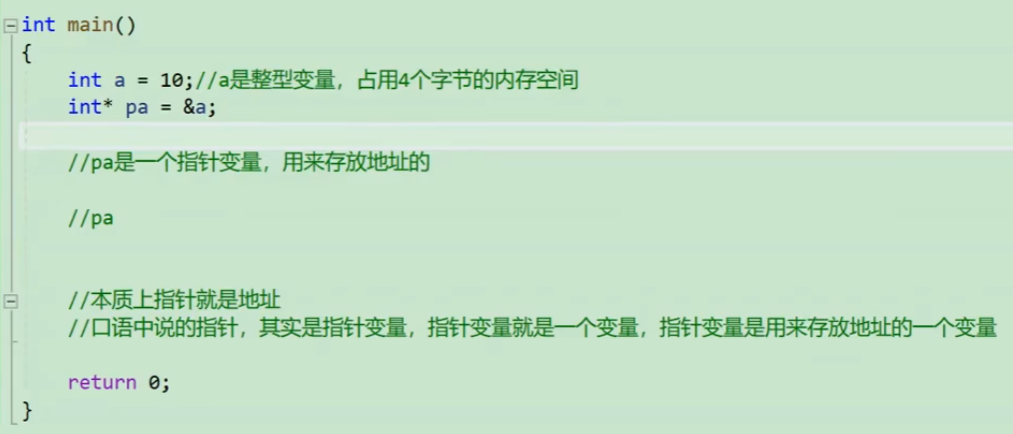 int main()
{
int a = 10;//a是整型变量，占用4个字节的内存空间
int* pa = &a;
//pa是一个指针变量，用来存放地址的
//pa
//本质上指针就是地址
//口语中说的指针，其实是指针变量，指针变量就是一个变量，指针变量是用来存放地址的一个变量
return 0;
}